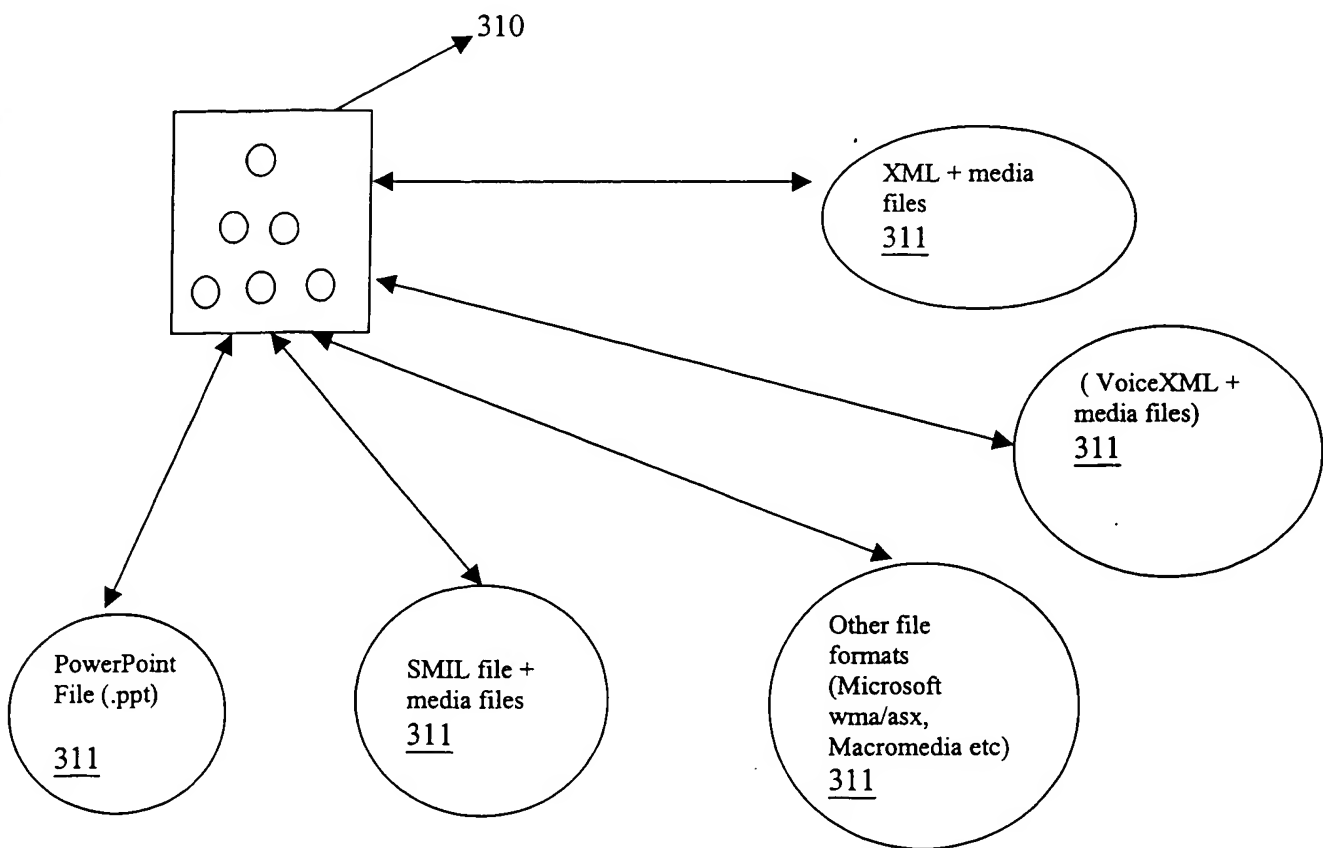 310
XML + media
files
311
( VoiceXML +
media files)
311
Other file
formats
(Microsoft
wma/asx,
Macromedia etc)
311
SMIL file +
media files
311
PowerPoint
File (.ppt)
311